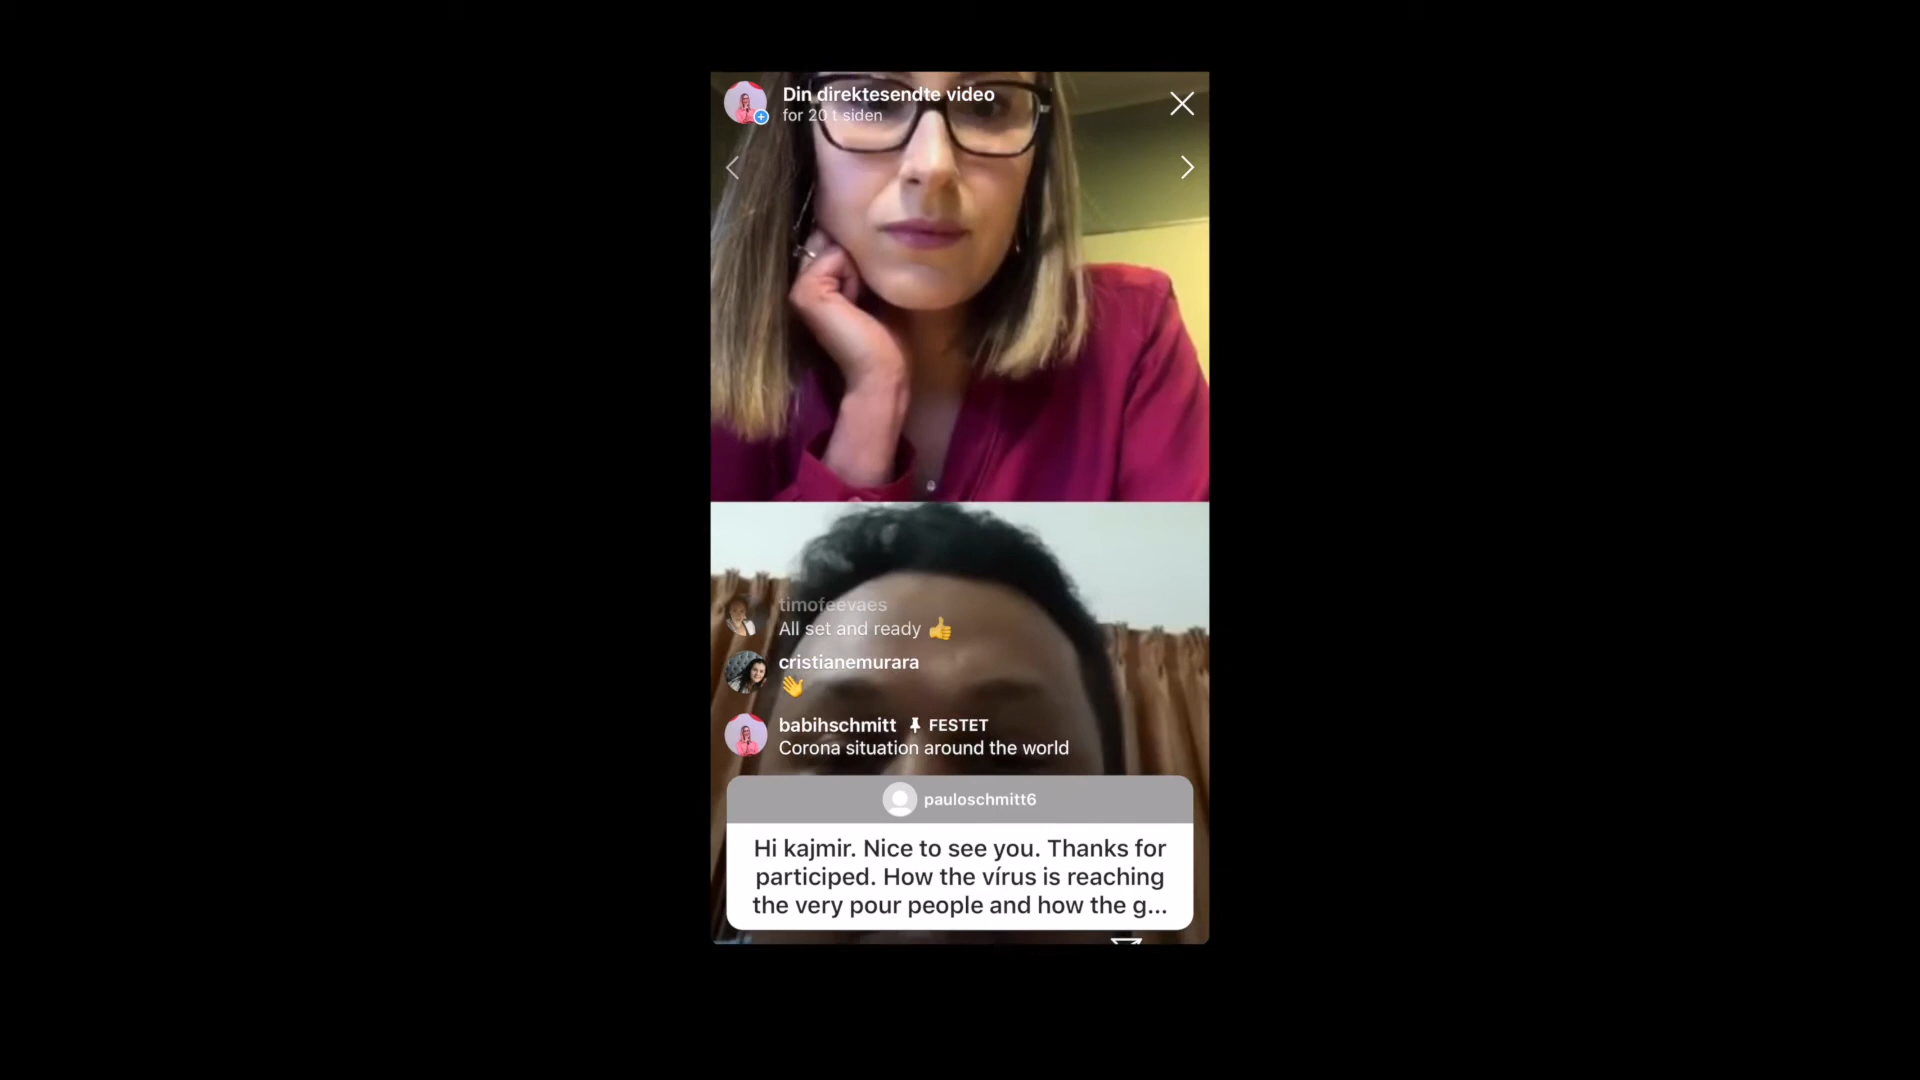 Din direktesendte video
for 20 t siden
timofeevaes
All set and ready 👍
cristianemurara
👋
babihschmitt 📌 FESTET
Corona situation around the world
pauloschmitt6
Hi kajmir. Nice to see you. Thanks for
participed. How the vírus is reaching
the very pour people and how the g...